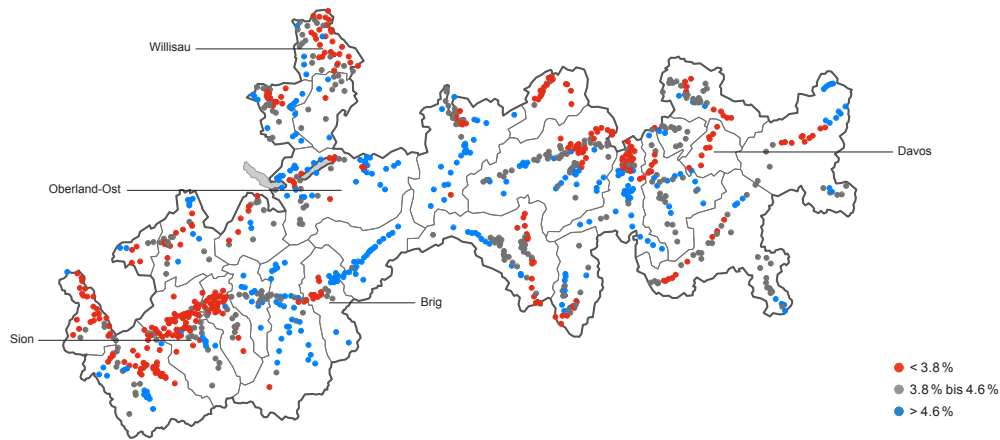 Willisau
Davos
Oberland-Ost
Brig
Sion
< 3.8 %
3.8 % bis 4.6 %
> 4.6 %